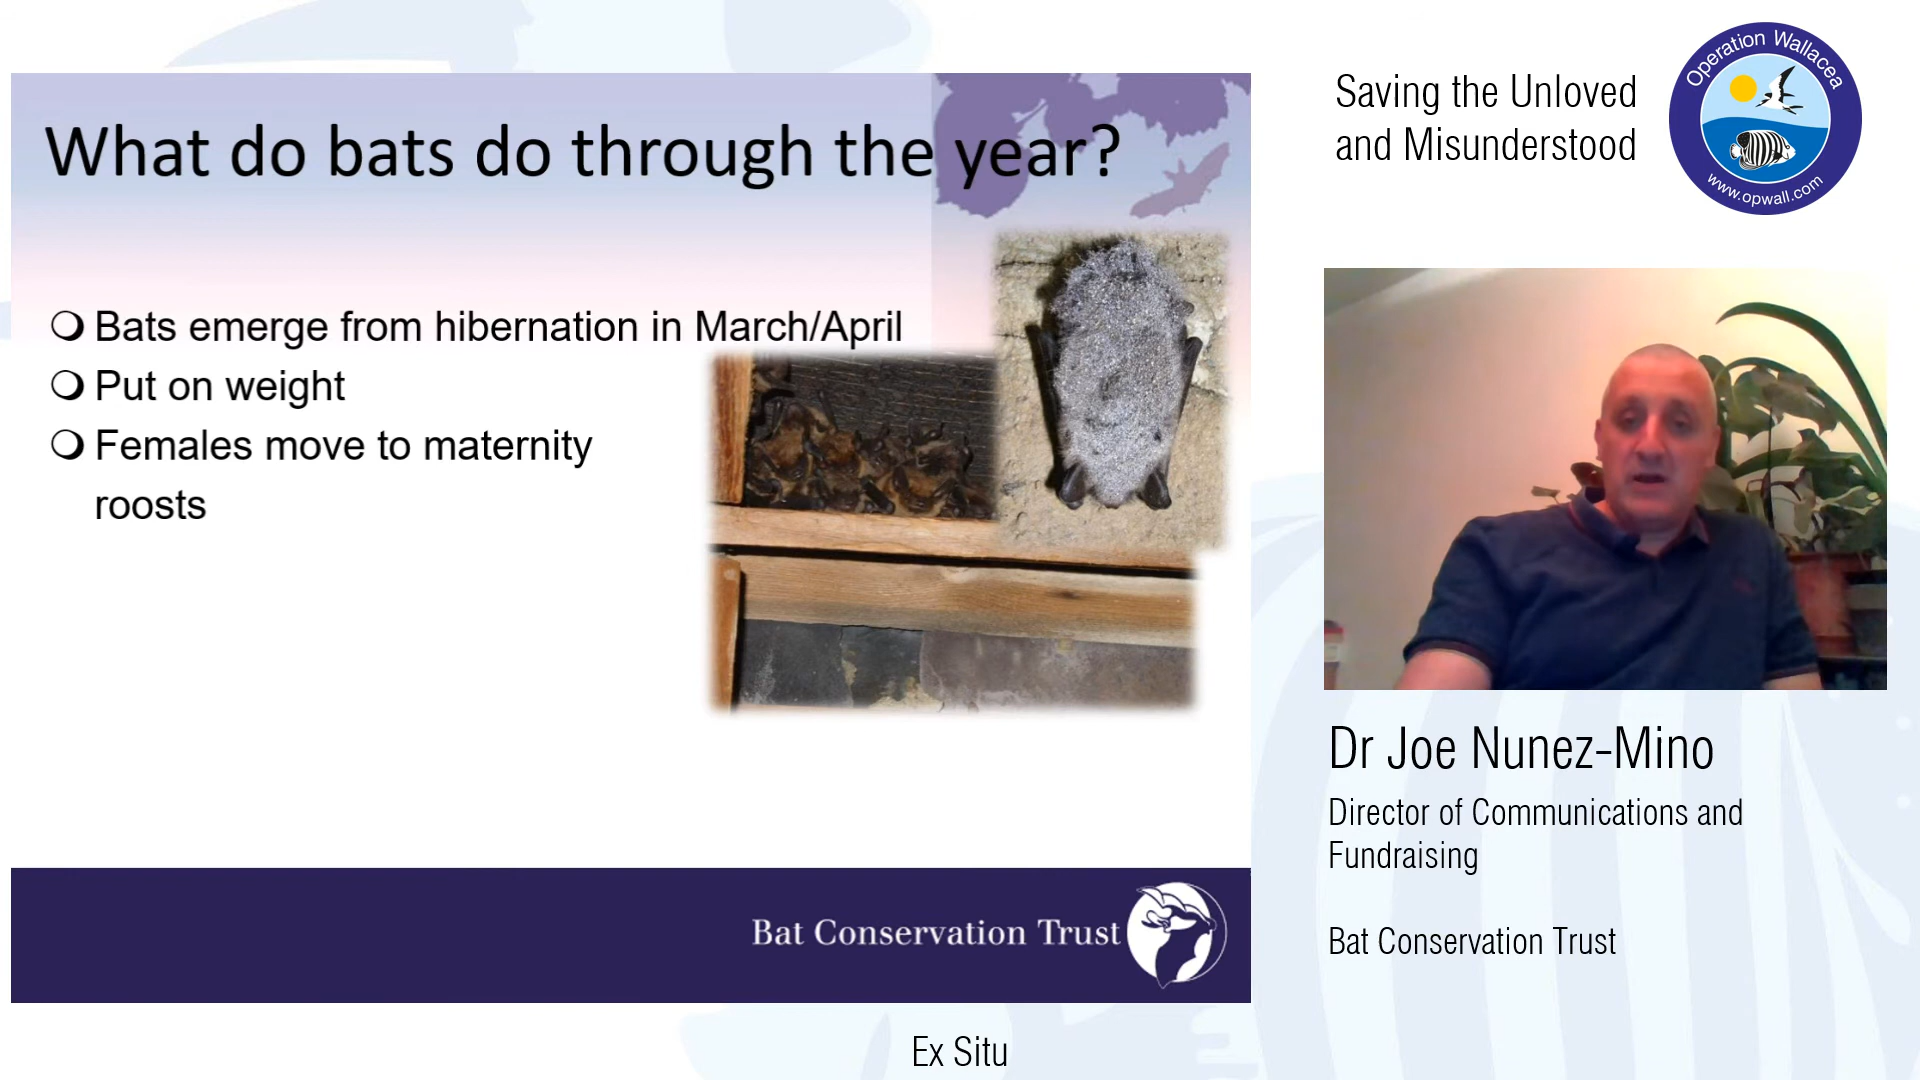 What do bats do through the year?
Bats emerge from hibernation in March/April
Put on weight
Females move to maternity
roosts
Bat Conservation Trust
Saving the Unloved
and Misunderstood
Operation Wallacea
www.opwall.com
Dr Joe Nunez-Mino
Director of Communications and
Fundraising
Bat Conservation Trust
Ex Situ